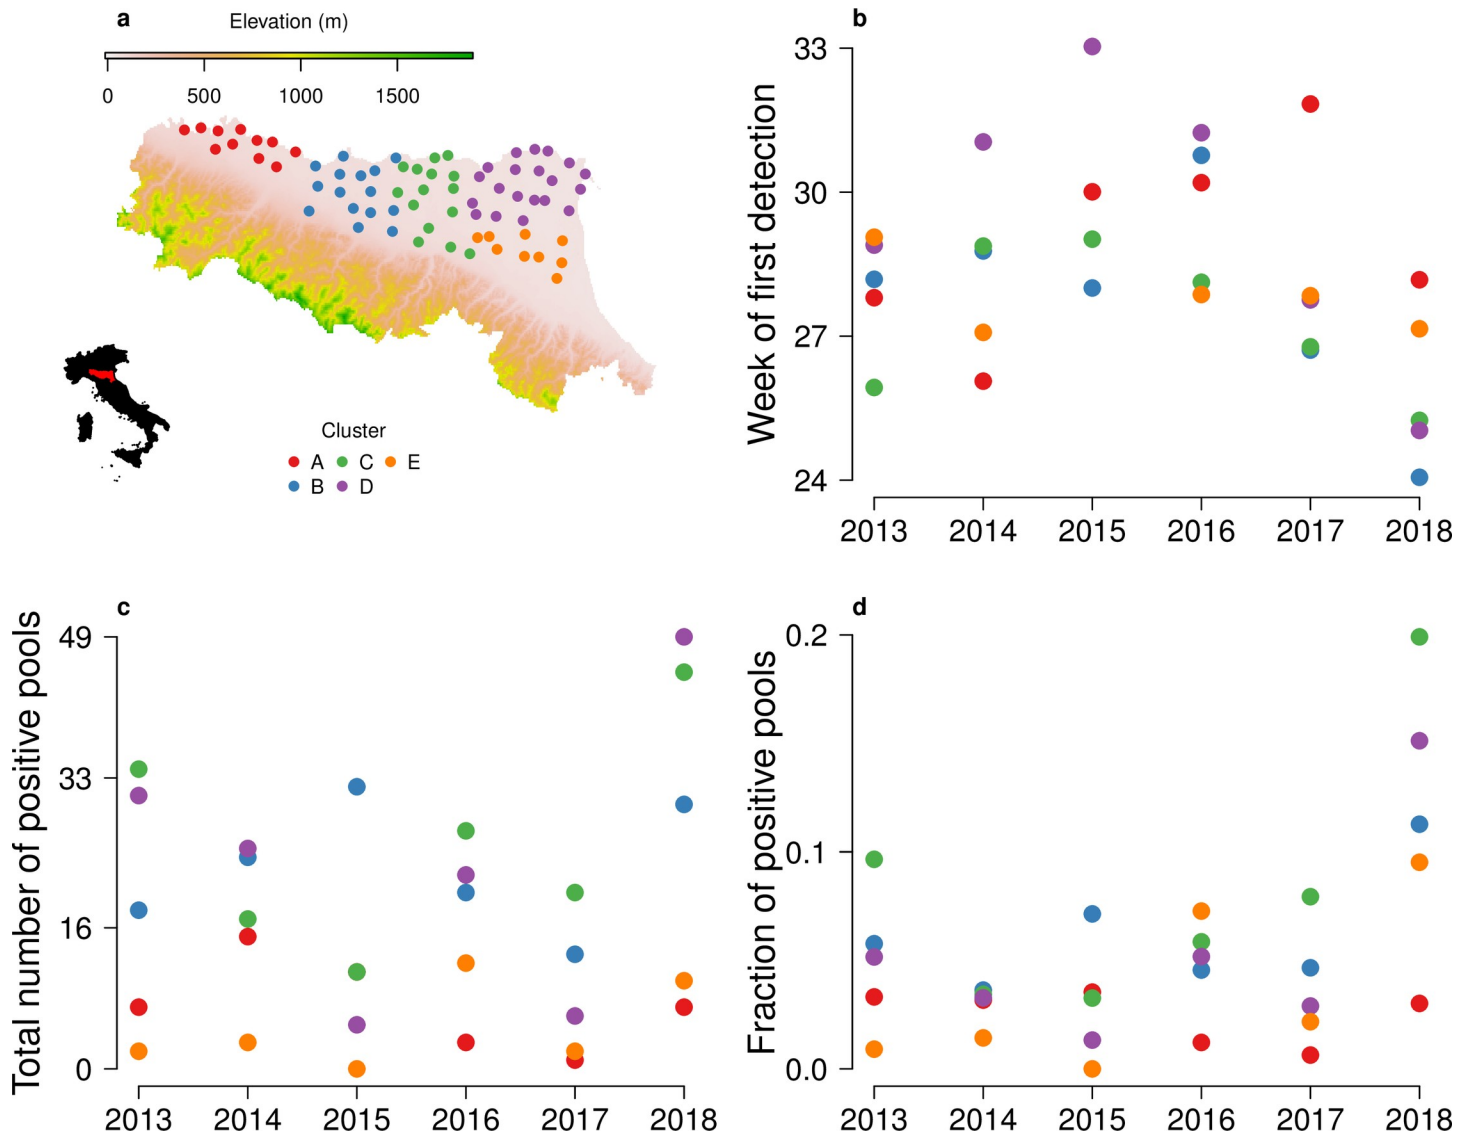 a
Elevation (m)
0 500 1000 1500
Cluster
A C E
B D
b
Week of first detection
33
30
27
24
2013 2014 2015 2016 2017 2018
c
Total number of positive pools
49
33
16
0
2013 2014 2015 2016 2017 2018
d
Fraction of positive pools
0.2
0.1
0.0
2013 2014 2015 2016 2017 2018